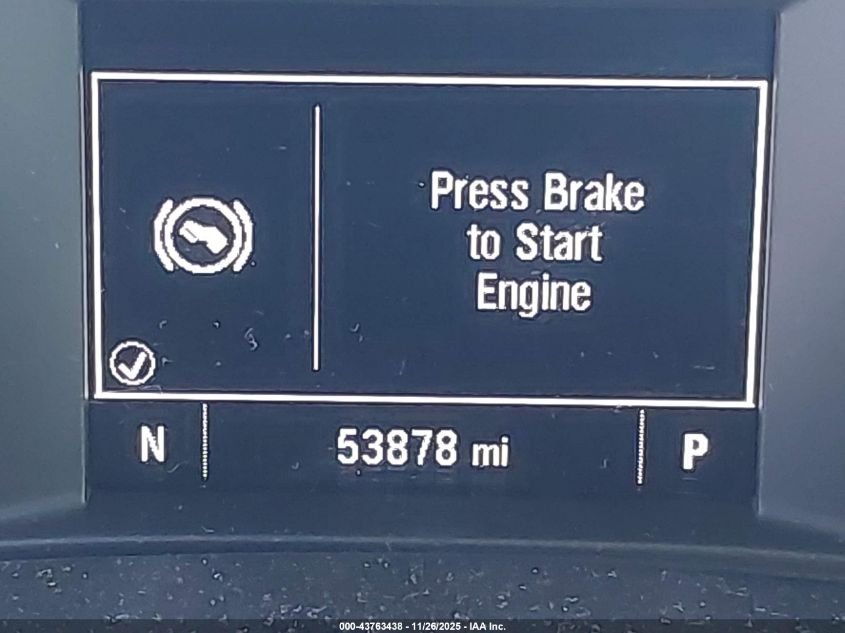 Press Brake
to Start
Engine
N 53878 mi P
000-43763438 - 11/26/2025 - IAA Inc.